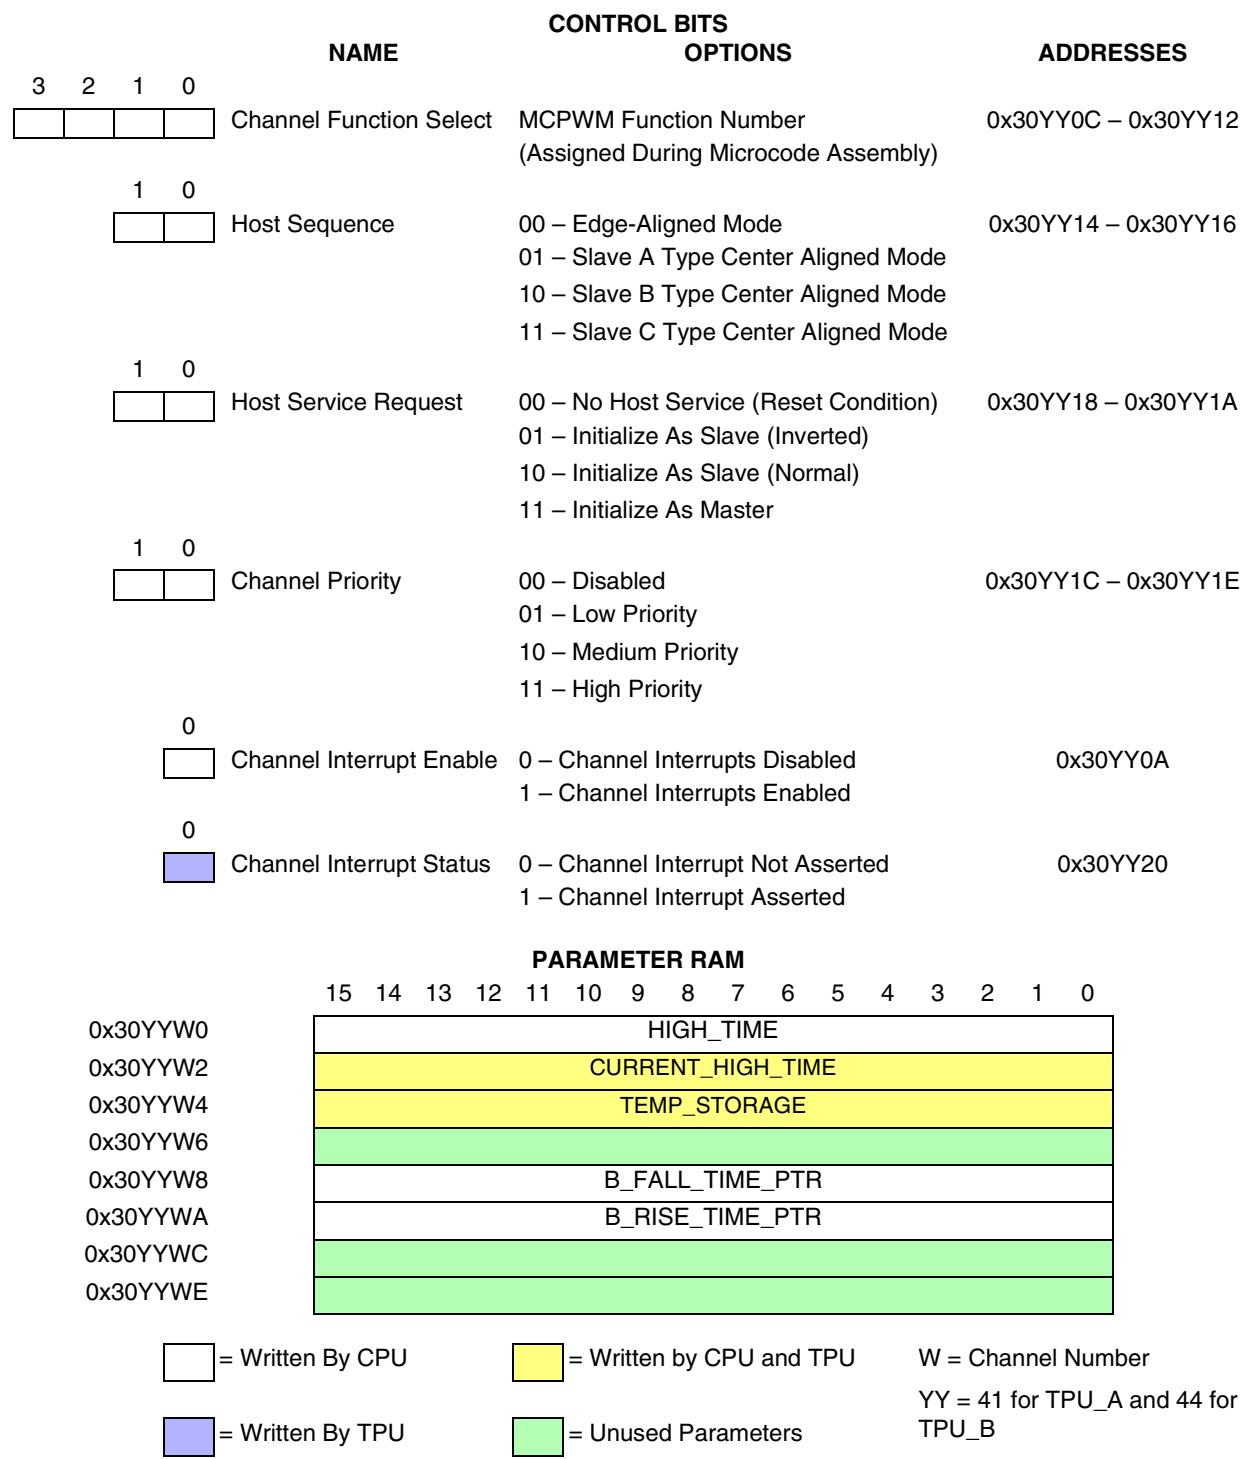 CONTROL BITS
NAME OPTIONS ADDRESSES
3 2 1 0
Channel Function Select MCPWM Function Number 0x30YY0C – 0x30YY12
(Assigned During Microcode Assembly)
1 0
Host Sequence 00 – Edge-Aligned Mode 0x30YY14 – 0x30YY16
01 – Slave A Type Center Aligned Mode
10 – Slave B Type Center Aligned Mode
11 – Slave C Type Center Aligned Mode
1 0
Host Service Request 00 – No Host Service (Reset Condition) 0x30YY18 – 0x30YY1A
01 – Initialize As Slave (Inverted)
10 – Initialize As Slave (Normal)
11 – Initialize As Master
1 0
Channel Priority 00 – Disabled 0x30YY1C – 0x30YY1E
01 – Low Priority
10 – Medium Priority
11 – High Priority
0
Channel Interrupt Enable 0 – Channel Interrupts Disabled 0x30YY0A
1 – Channel Interrupts Enabled
0
Channel Interrupt Status 0 – Channel Interrupt Not Asserted 0x30YY20
1 – Channel Interrupt Asserted
PARAMETER RAM
15 14 13 12 11 10 9 8 7 6 5 4 3 2 1 0
0x30YYW0 HIGH_TIME
0x30YYW2 CURRENT_HIGH_TIME
0x30YYW4 TEMP_STORAGE
0x30YYW6
0x30YYW8 B_FALL_TIME_PTR
0x30YYWA B_RISE_TIME_PTR
0x30YYWC
0x30YYWE
= Written By CPU = Written by CPU and TPU W = Channel Number
YY = 41 for TPU_A and 44 for
= Written By TPU = Unused Parameters TPU_B